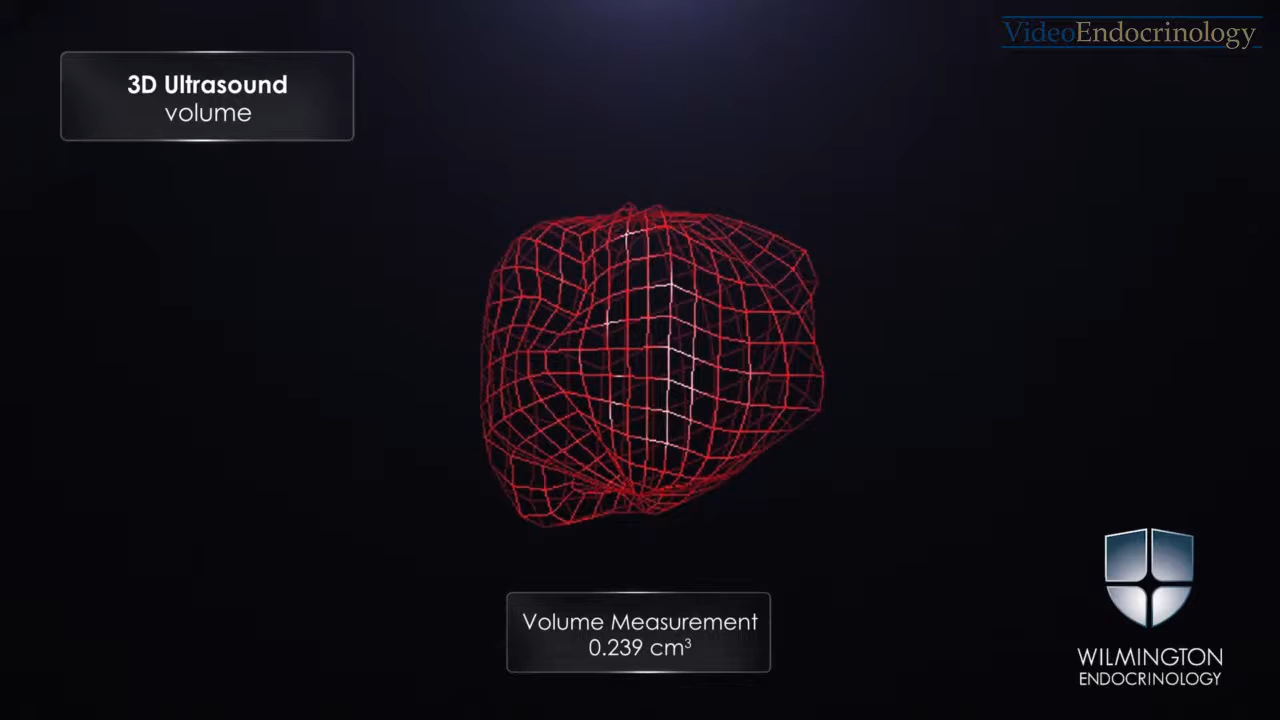 VideoEndocrinology
3D Ultrasound
volume
Volume Measurement
0.239 cm³
WILMINGTON
ENDOCRINOLOGY